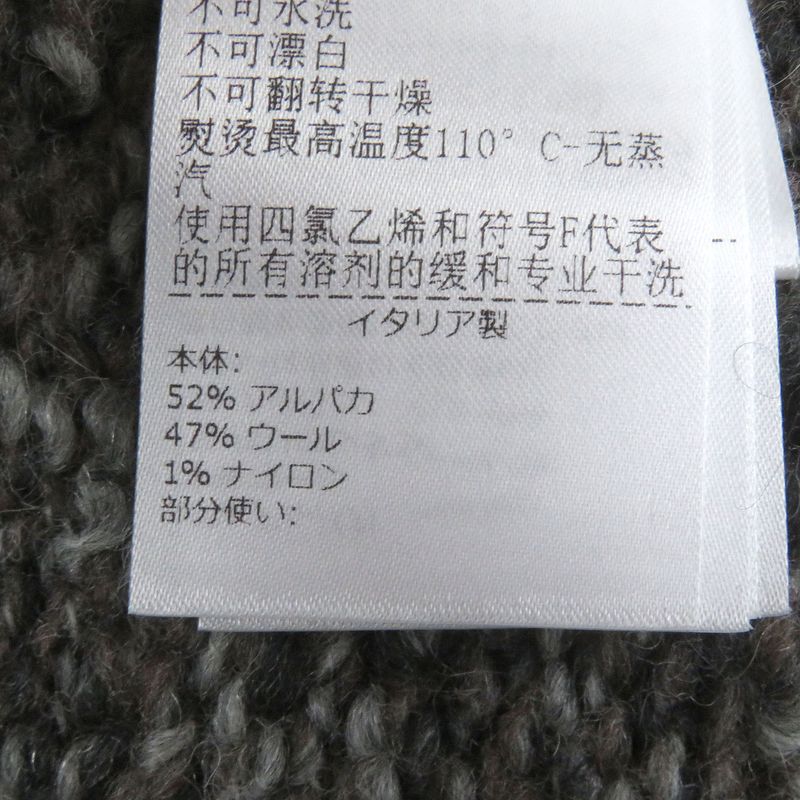 不可水洗
不可漂白
不可翻转干燥
熨烫最高温度110° C-无蒸
汽
使用四氯乙烯和符号F代表
的所有溶剂的缓和专业干洗
イタリア製
本体:
52% アルパカ
47% ウール
1% ナイロン
部分使い: